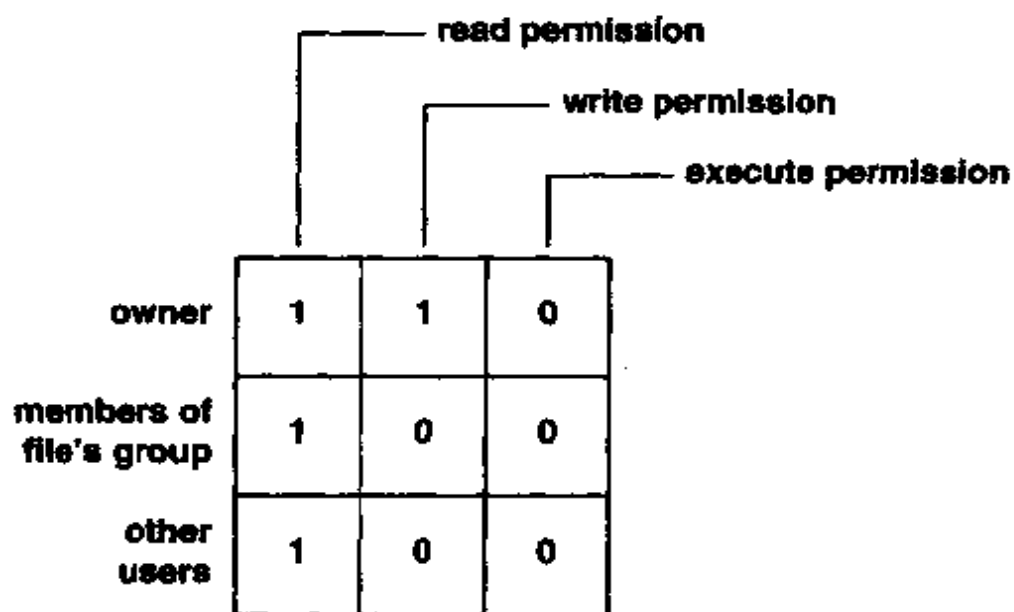 read permission
write permission
execute permission
owner 1 1 0
members of
file's group 1 0 0
other
users 1 0 0